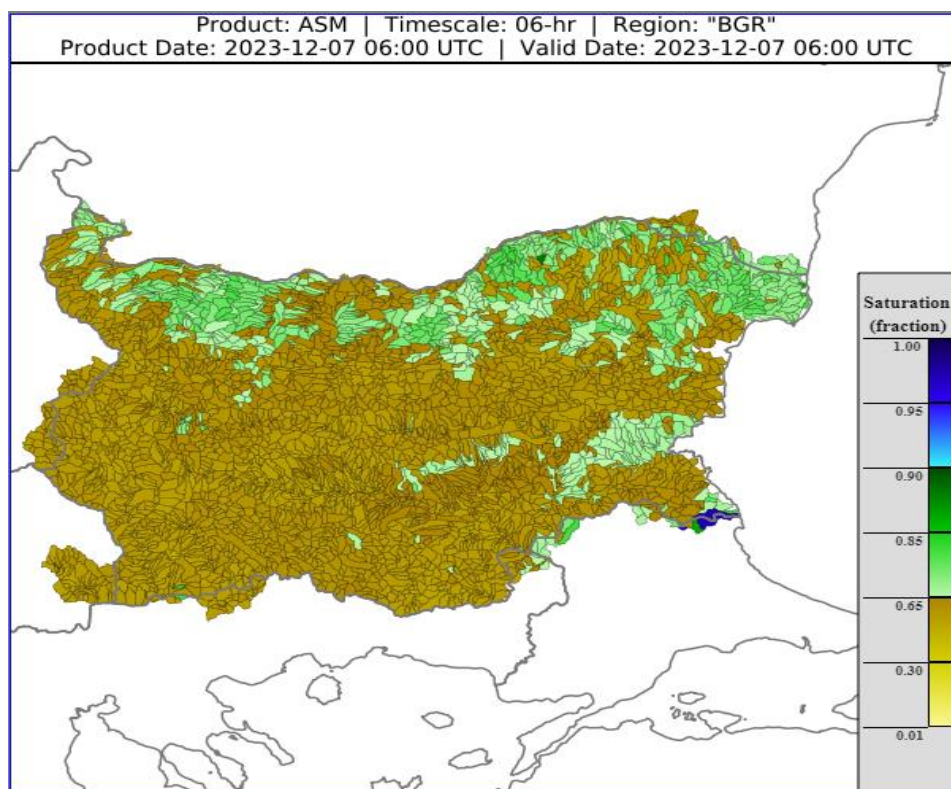 Product: ASM | Timescale: 06-hr | Region: "BGR"
Product Date: 2023-12-07 06:00 UTC | Valid Date: 2023-12-07 06:00 UTC
Saturation
(fraction)
1.00
0.95
0.90
0.85
0.65
0.30
0.01